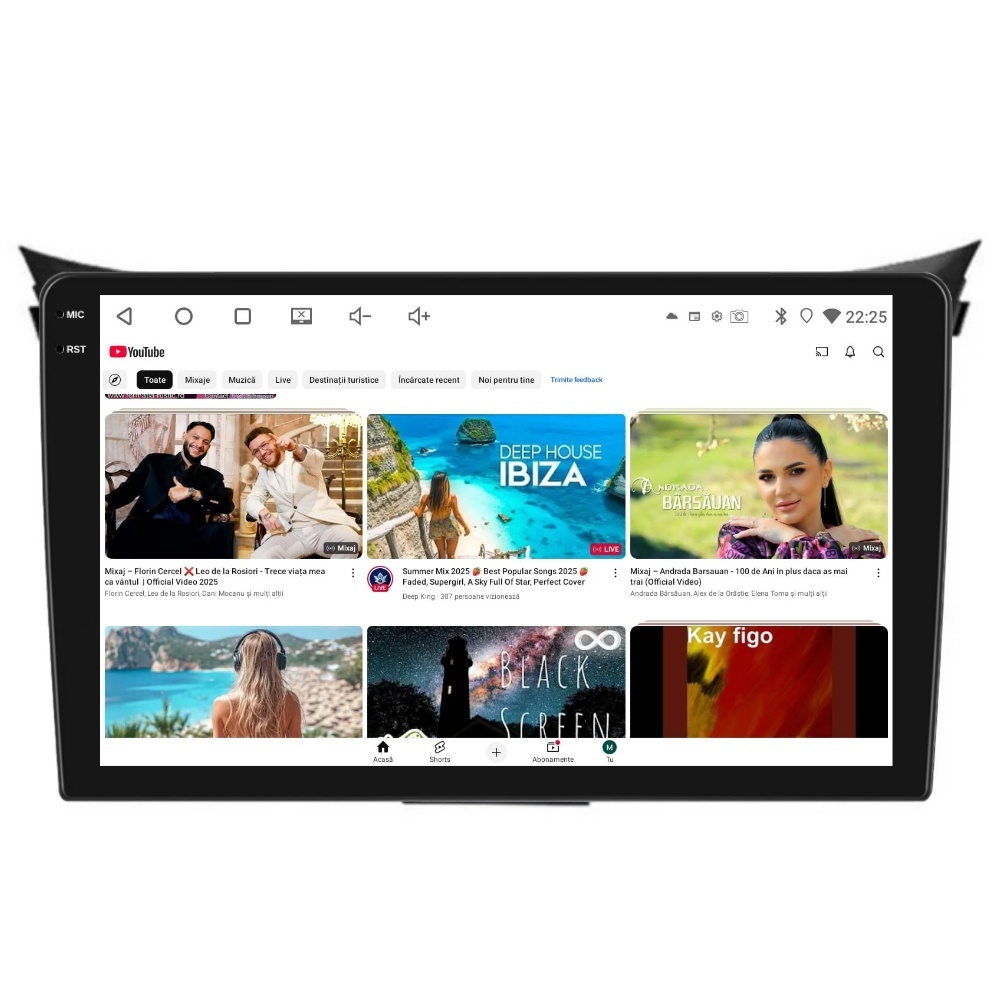 MIC
RST
22:25
YouTube
Toate
Mixaje
Muzică
Live
Destinații turistice
Încărcate recent
Noi pentru tine
Trimite feedback
DEEP HOUSE
IBIZA
ANDRADA
BÂRSĂUAN
Mixaj
LIVE
Mixaj
Mixaj – Florin Cercel ❌ Leo de la Rosiori - Trece viața mea
ca vântul | Official Video 2025
Florin Cercel, Leo de la Rosiori, Dani Mocanu și mulți alții
LIVE
Summer Mix 2025 🍓 Best Popular Songs 2025 🍓
Faded, Supergirl, A Sky Full Of Star, Perfect Cover
Deep King · 307 persoane vizionează
Mixaj – Andrada Barsauan - 100 de Ani in plus daca as mai
trai (Official Video)
Andrada Bârsăuan, Alex de la Orăștie, Elena Toma și mulți alții
BLACK
SCREEN
Kay figo
Acasă
Shorts
Abonamente
M
Tu